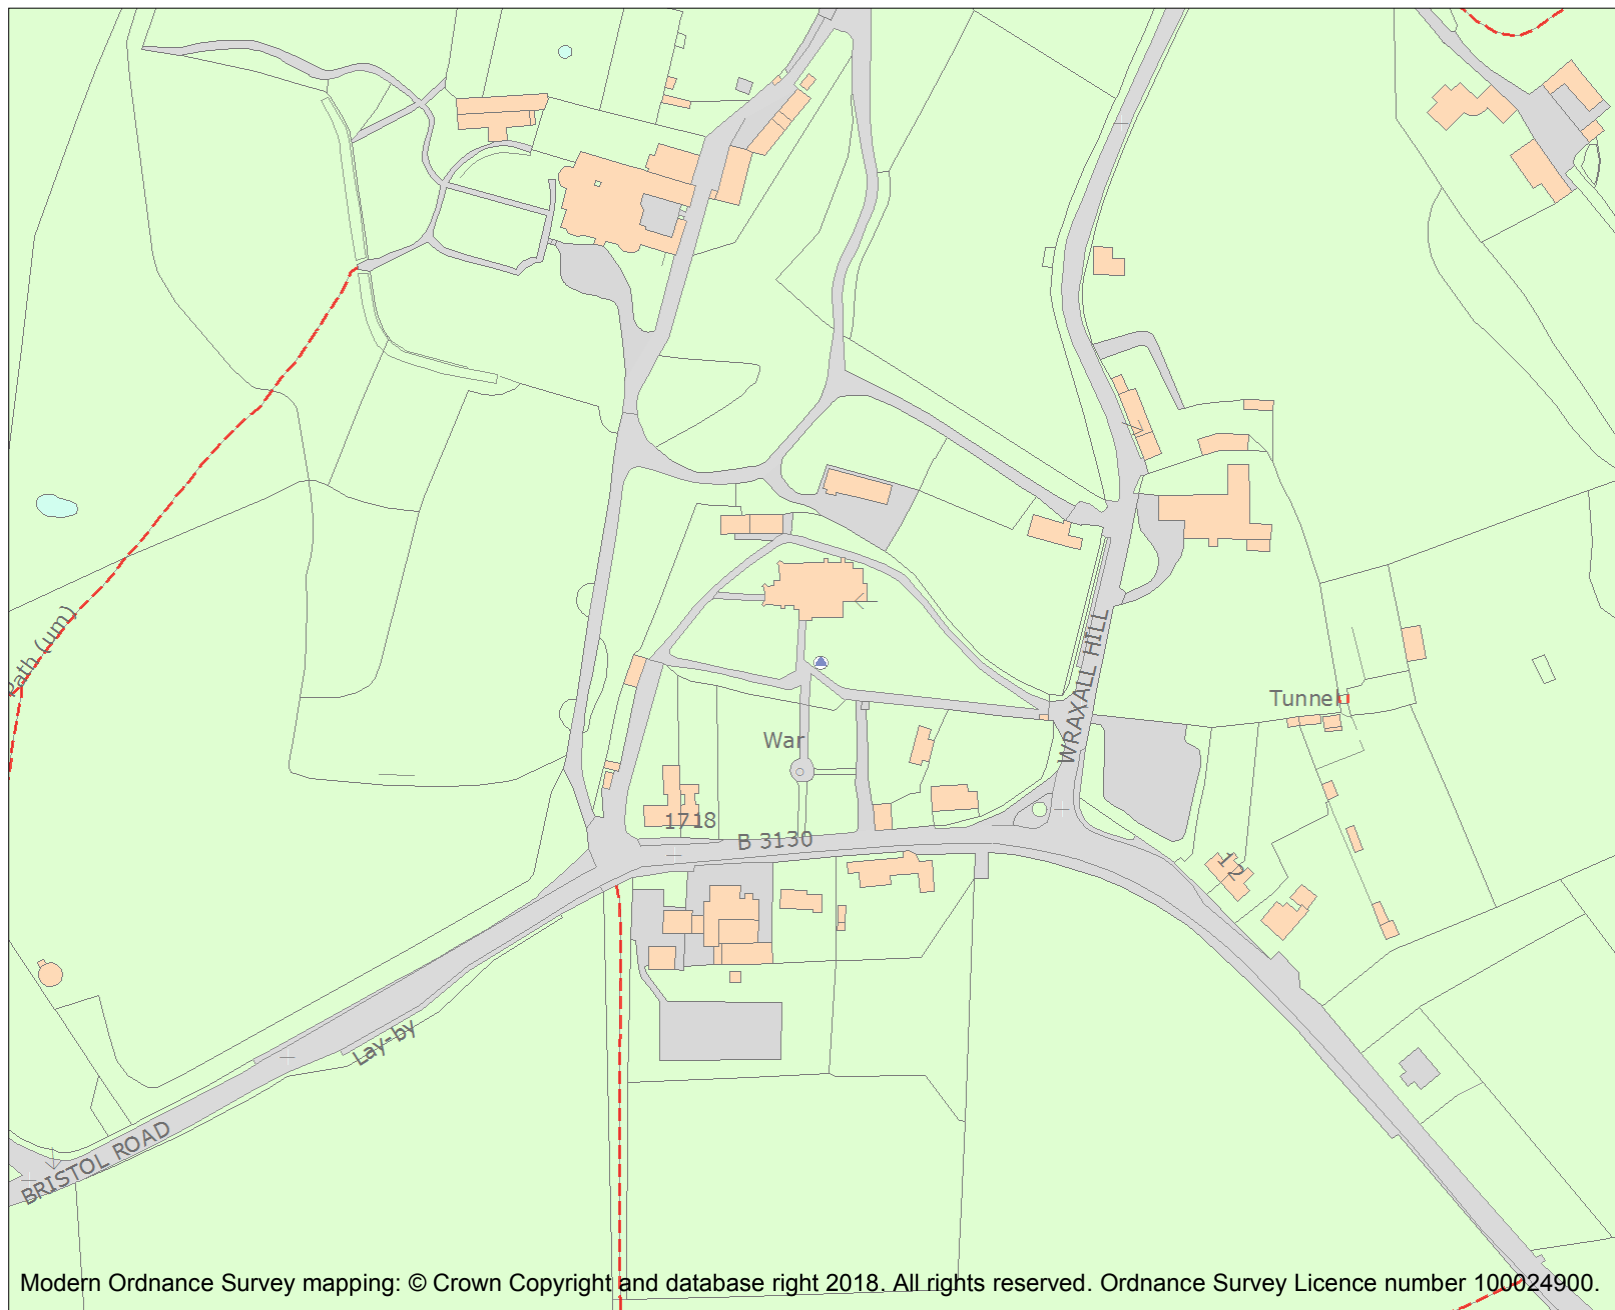 Path (um)
WRAXALL HILL
Tunnel
War
1718
B 3130
12
Lay-by
BRISTOL ROAD
Modern Ordnance Survey mapping: © Crown Copyright and database right 2018. All rights reserved. Ordnance Survey Licence number 100024900.